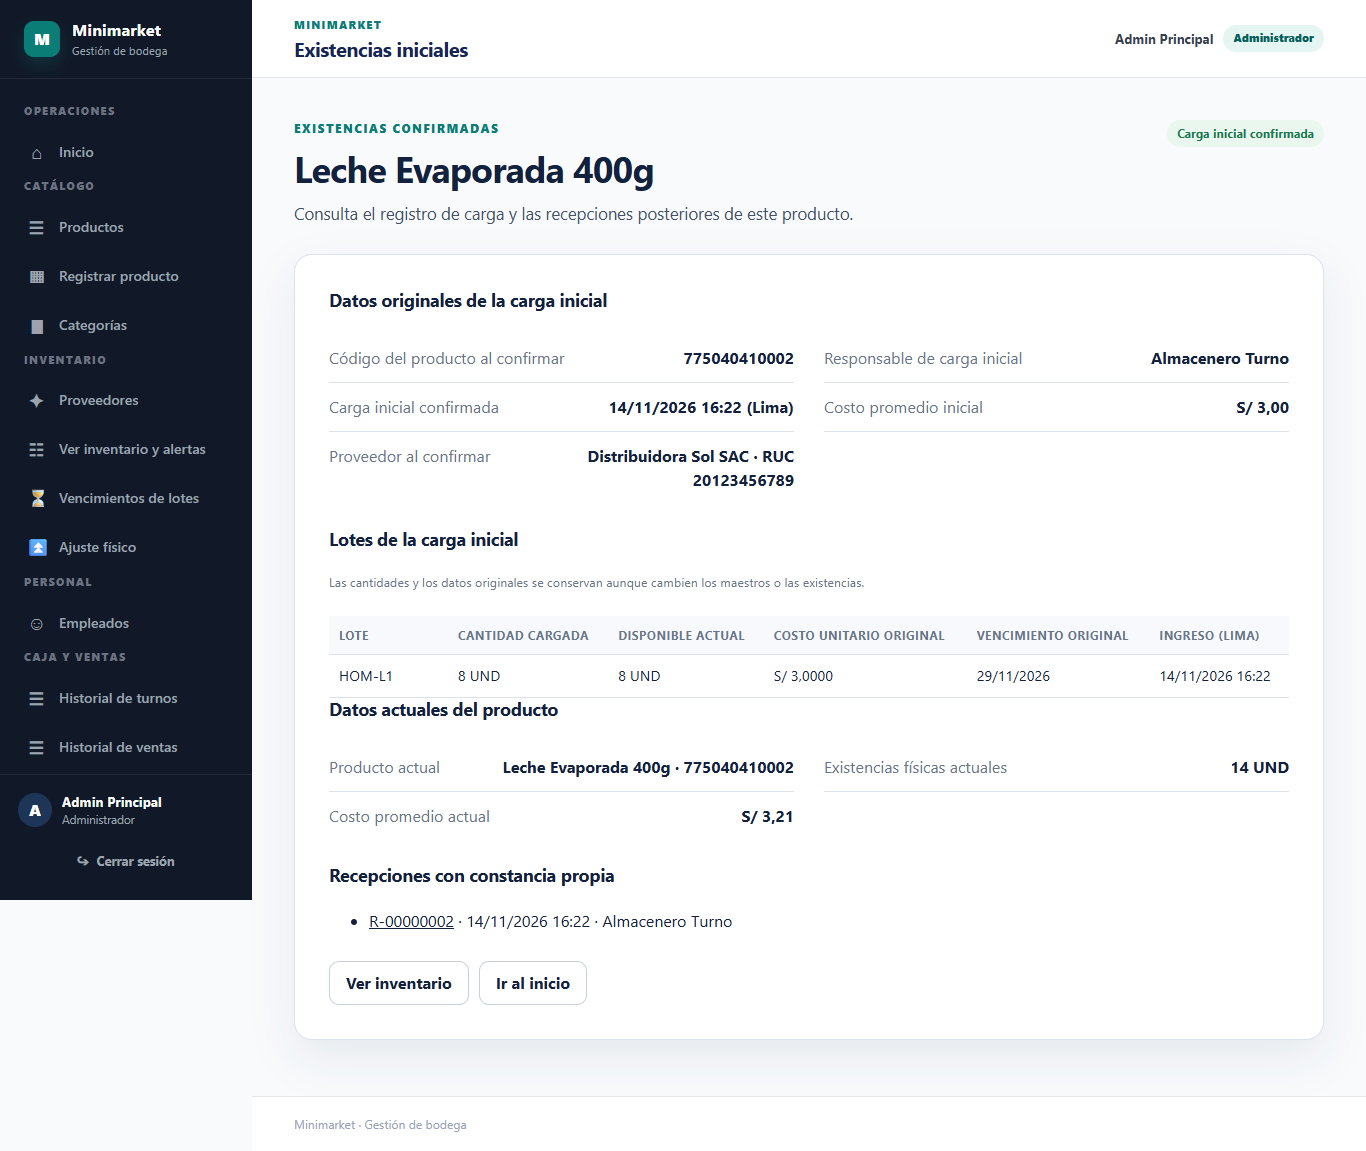 M
Minimarket
Gestión de bodega
OPERACIONES
Inicio
CATÁLOGO
Productos
Registrar producto
Categorías
INVENTARIO
Proveedores
Ver inventario y alertas
Vencimientos de lotes
Ajuste físico
PERSONAL
Empleados
CAJA Y VENTAS
Historial de turnos
Historial de ventas
A
Admin Principal
Administrador
Cerrar sesión
MINIMARKET
Existencias iniciales
Admin Principal Administrador
EXISTENCIAS CONFIRMADAS
Carga inicial confirmada
Leche Evaporada 400g
Consulta el registro de carga y las recepciones posteriores de este producto.
Datos originales de la carga inicial
Código del producto al confirmar 775040410002 Responsable de carga inicial Almacenero Turno
Carga inicial confirmada 14/11/2026 16:22 (Lima) Costo promedio inicial S/ 3,00
Proveedor al confirmar Distribuidora Sol SAC · RUC
20123456789
Lotes de la carga inicial
Las cantidades y los datos originales se conservan aunque cambien los maestros o las existencias.
LOTE CANTIDAD CARGADA DISPONIBLE ACTUAL COSTO UNITARIO ORIGINAL VENCIMIENTO ORIGINAL INGRESO (LIMA)
HOM-L1 8 UND 8 UND S/ 3,0000 29/11/2026 14/11/2026 16:22
Datos actuales del producto
Producto actual Leche Evaporada 400g · 775040410002 Existencias físicas actuales 14 UND
Costo promedio actual S/ 3,21
Recepciones con constancia propia
• R-00000002 · 14/11/2026 16:22 · Almacenero Turno
Ver inventario Ir al inicio
Minimarket · Gestión de bodega